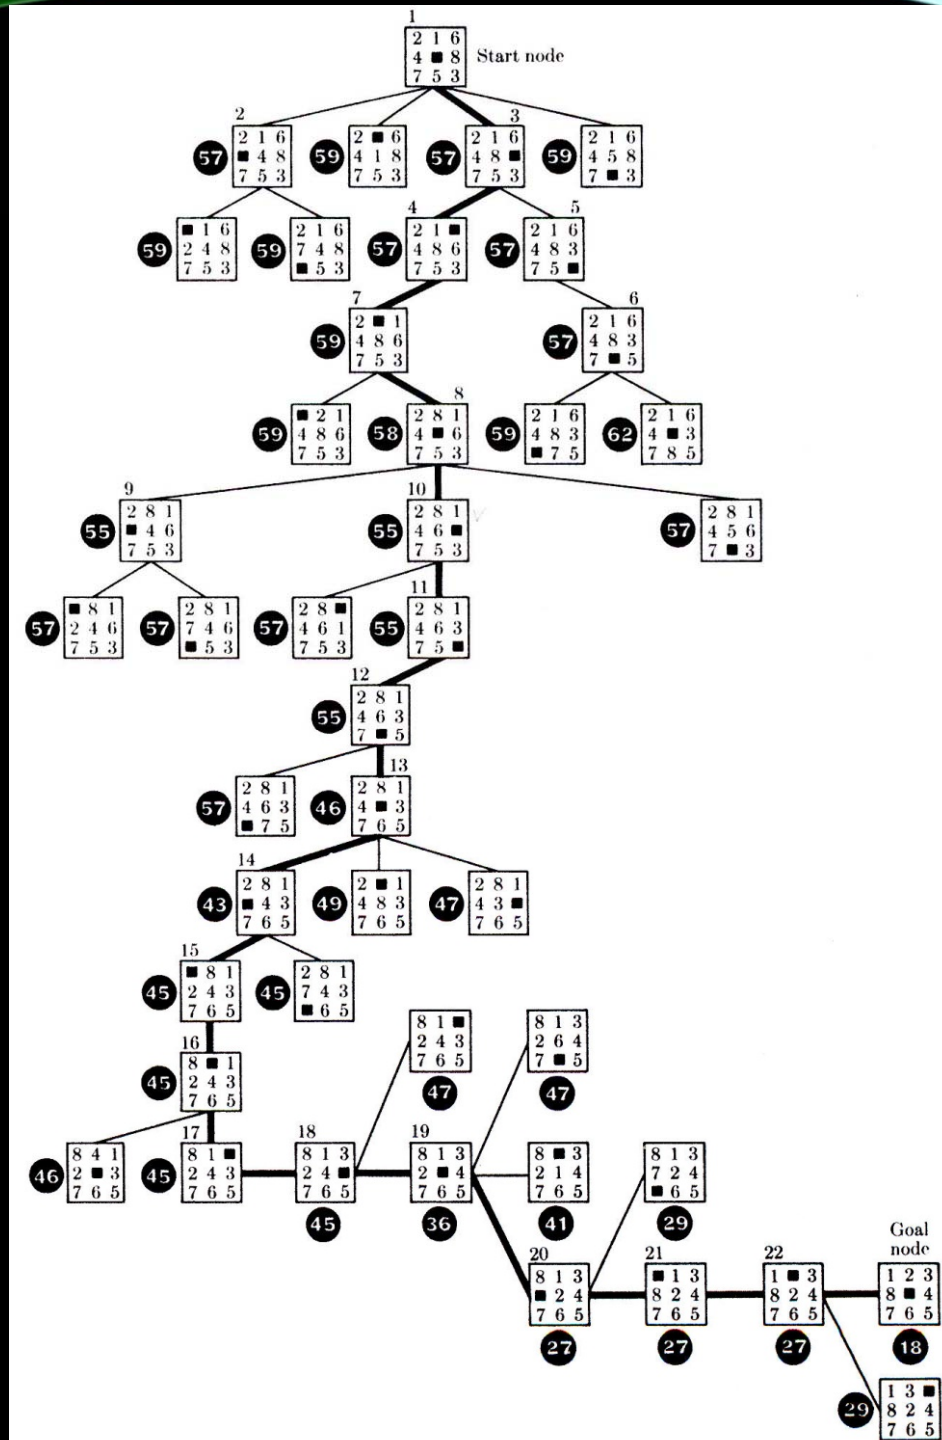 1
2 1 6
4 ■ 8 Start node
7 5 3
2 3
57 2 1 6 59 2 ■ 6 57 2 1 6 59 2 1 6
■ 4 8 4 1 8 4 8 ■ 4 5 8
7 5 3 7 5 3 7 5 3 7 ■ 3
4 5
59 ■ 1 6 59 2 1 6 57 2 1 ■ 57 2 1 6
2 4 8 7 4 8 4 8 6 4 8 3
7 5 3 ■ 5 3 7 5 3 7 5 ■
7 6
59 2 ■ 1 57 2 1 6
4 8 6 4 8 3
7 5 3 7 ■ 5
8
59 ■ 2 1 58 2 8 1 59 2 1 6 62 2 1 6
4 8 6 4 ■ 6 4 8 3 4 ■ 3
7 5 3 7 5 3 ■ 7 5 7 8 5
9 10
55 2 8 1 55 2 8 1 57 2 8 1
■ 4 6 4 6 ■ 4 5 6
7 5 3 7 5 3 7 ■ 3
11
57 ■ 8 1 57 2 8 1 57 2 8 ■ 55 2 8 1
2 4 6 7 4 6 4 6 1 4 6 3
7 5 3 ■ 5 3 7 5 3 7 5 ■
12
55 2 8 1
4 6 3
7 ■ 5
13
57 2 8 1 46 2 8 1
4 6 3 4 ■ 3
■ 7 5 7 6 5
14
43 2 8 1 49 2 ■ 1 47 2 8 1
■ 4 3 4 8 3 4 3 ■
7 6 5 7 6 5 7 6 5
15
45 ■ 8 1 45 2 8 1
2 4 3 7 4 3
7 6 5 ■ 6 5
8 1 ■ 8 1 3
2 4 3 2 6 4
7 6 5 7 ■ 5
47 47
16
45 8 ■ 1
2 4 3
7 6 5
17 18 19
46 8 4 1 45 8 1 ■ 8 1 3 8 1 3 8 ■ 3 8 1 3
2 ■ 3 2 4 3 2 4 ■ 2 ■ 4 2 1 4 7 2 4
7 6 5 7 6 5 7 6 5 7 6 5 7 6 5 ■ 6 5
45 36 41 29
20 21 22 Goal node
8 1 3 ■ 1 3 1 ■ 3 1 2 3
■ 2 4 8 2 4 8 2 4 8 ■ 4
7 6 5 7 6 5 7 6 5 7 6 5
27 27 27 18
29 1 3 ■
8 2 4
7 6 5